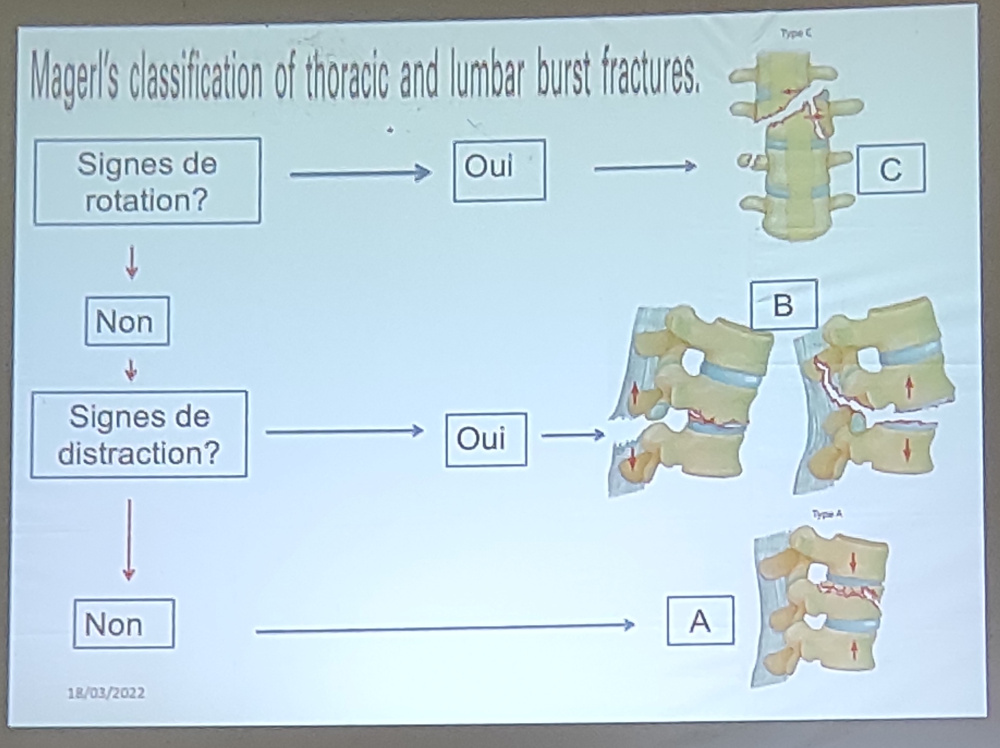 Type C
Magerl's classification of thoracic and lumbar burst fractures.
Signes de
rotation?
Oui
C
Non
B
Signes de
distraction?
Oui
Type A
Non
A
18/03/2022